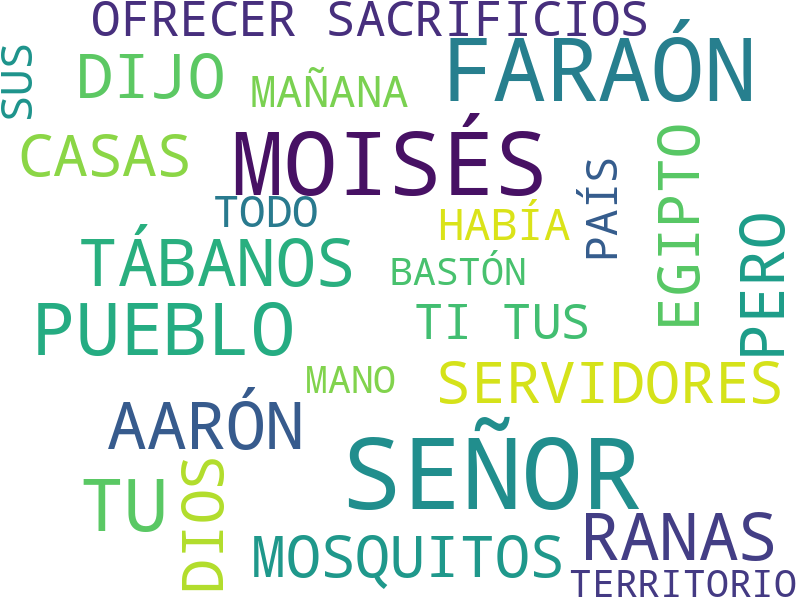 OFRECER SACRIFICIOS
SUS
DIJO
MAÑANA
FARAÓN
CASAS
MOISÉS
PAÍS
EGIPTO
TODO
HABÍA
PERO
TÁBANOS
BASTÓN
PUEBLO
TI TUS
MANO
SERVIDORES
AARÓN
SEÑOR
TU
DIOS
MOSQUITOS
RANAS
TERRITORIO